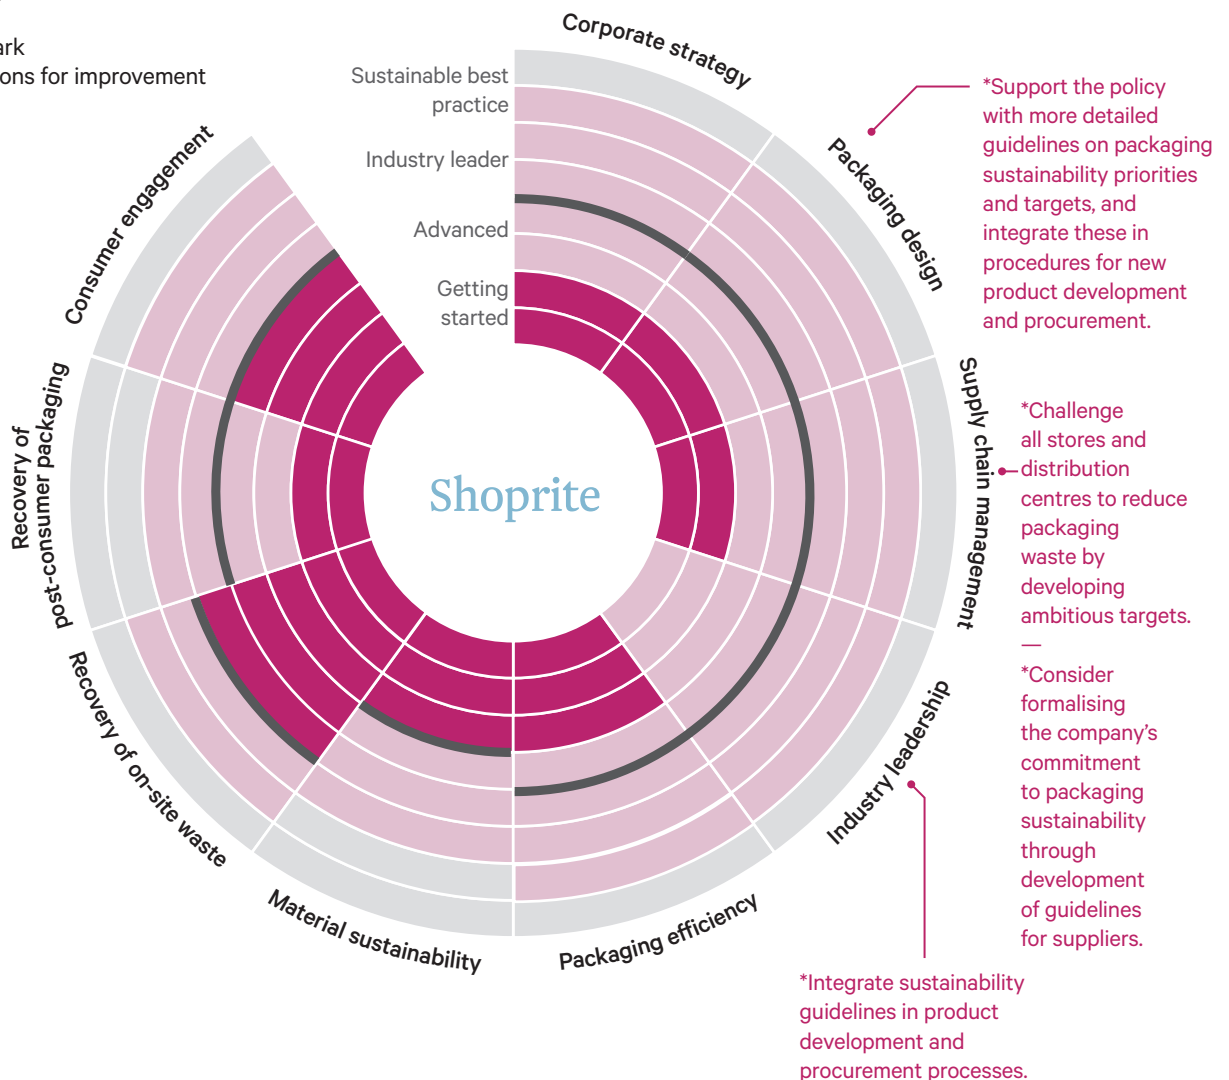 ons for improvement
Sustainable best
practice
Industry leader
Advanced
Getting
started
Corporate strategy
Packaging design
Supply chain management
Industry leadership
Packaging efficiency
Material sustainability
Recovery of on-site waste
Recovery of
post-consumer packaging
Consumer engagement
Shoprite
*Support the policy
with more detailed
guidelines on packaging
sustainability priorities
and targets, and
integrate these in
procedures for new
product development
and procurement.
*Challenge
all stores and
distribution
centres to reduce
packaging
waste by
developing
ambitious targets.
—
*Consider
formalising
the company’s
commitment
to packaging
sustainability
through
development
of guidelines
for suppliers.
*Integrate sustainability
guidelines in product
development and
procurement processes.